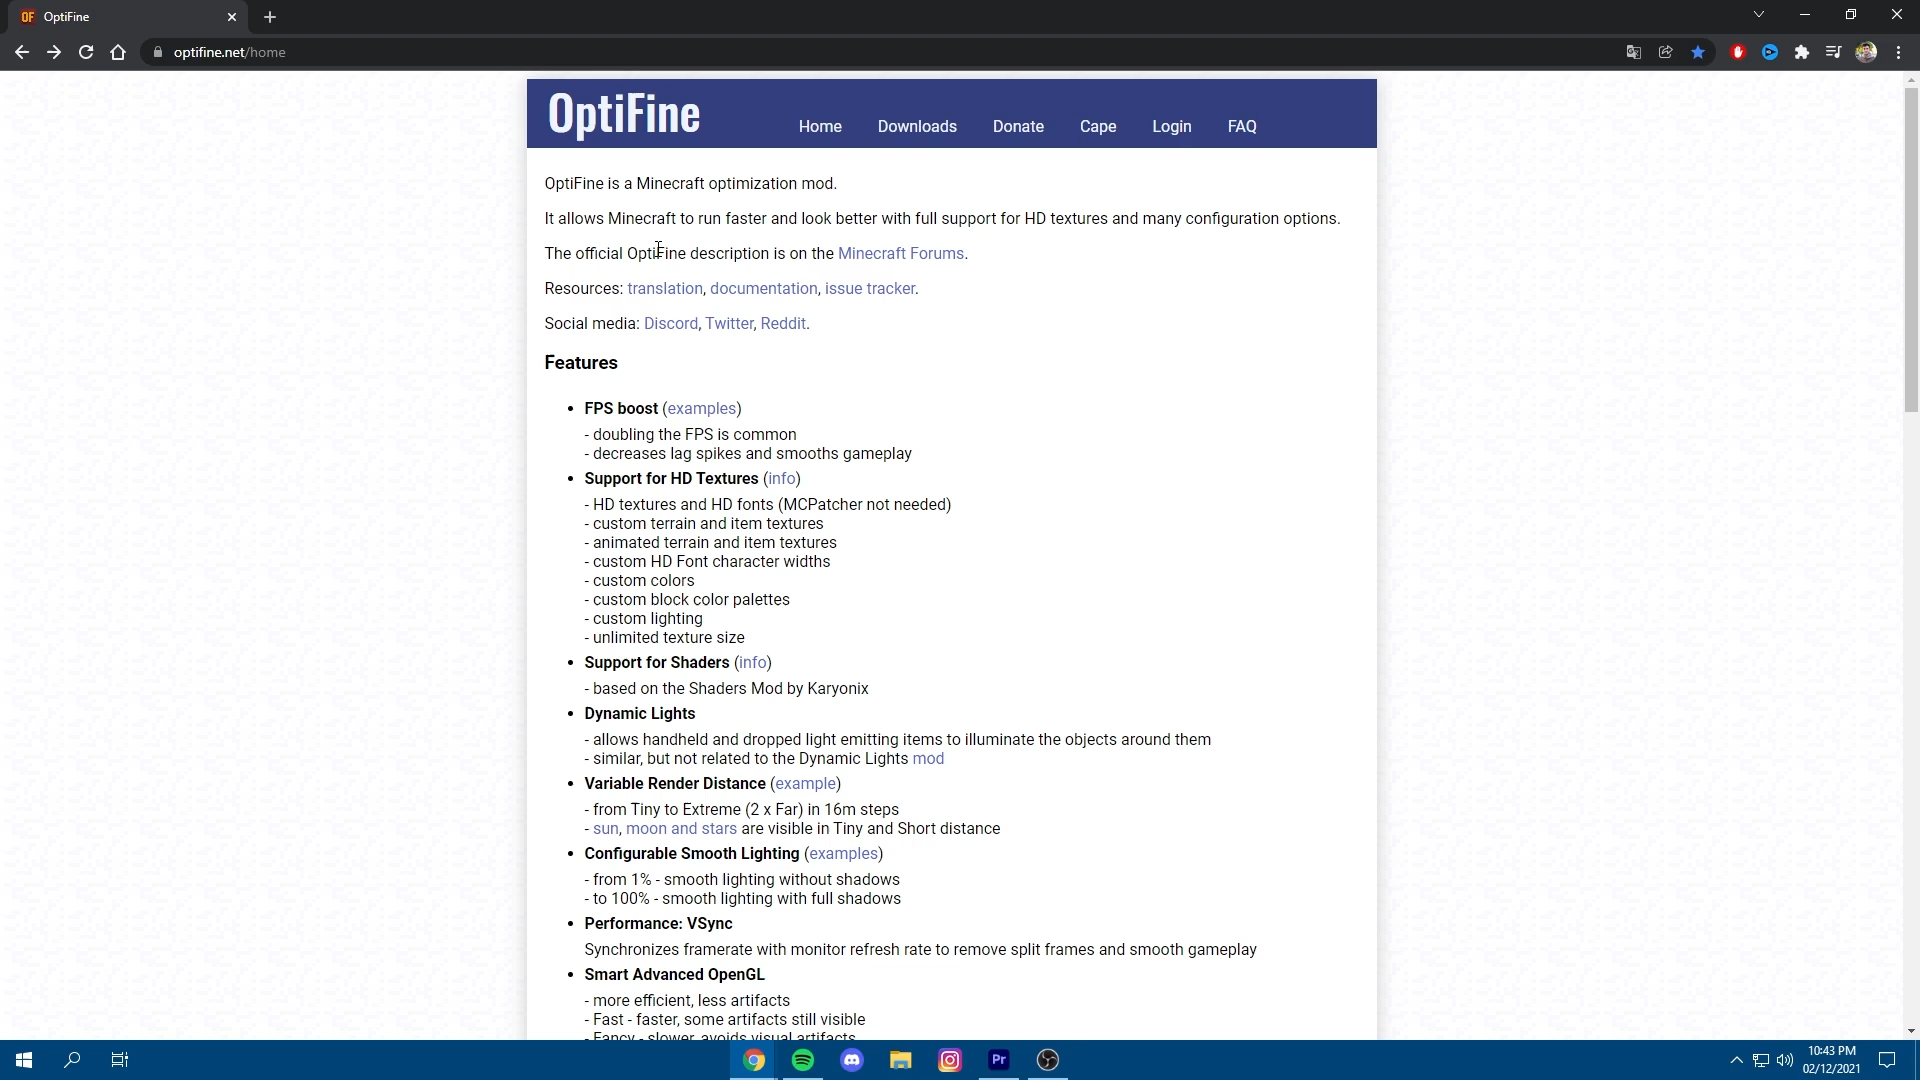 OF OptiFine
optifine.net/home
OptiFine
Home Downloads Donate Cape Login FAQ
OptiFine is a Minecraft optimization mod.
It allows Minecraft to run faster and look better with full support for HD textures and many configuration options.
The official OptiFine description is on the Minecraft Forums.
Resources: translation, documentation, issue tracker.
Social media: Discord, Twitter, Reddit.
Features
• FPS boost (examples)
- doubling the FPS is common
- decreases lag spikes and smooths gameplay
• Support for HD Textures (info)
- HD textures and HD fonts (MCPatcher not needed)
- custom terrain and item textures
- animated terrain and item textures
- custom HD Font character widths
- custom colors
- custom block color palettes
- custom lighting
- unlimited texture size
• Support for Shaders (info)
- based on the Shaders Mod by Karyonix
• Dynamic Lights
- allows handheld and dropped light emitting items to illuminate the objects around them
- similar, but not related to the Dynamic Lights mod
• Variable Render Distance (example)
- from Tiny to Extreme (2 x Far) in 16m steps
- sun, moon and stars are visible in Tiny and Short distance
• Configurable Smooth Lighting (examples)
- from 1% - smooth lighting without shadows
- to 100% - smooth lighting with full shadows
• Performance: VSync
Synchronizes framerate with monitor refresh rate to remove split frames and smooth gameplay
• Smart Advanced OpenGL
- more efficient, less artifacts
- Fast - faster, some artifacts still visible
- Fancy - slower, avoids visual artifacts
Pr
10:43 PM
02/12/2021